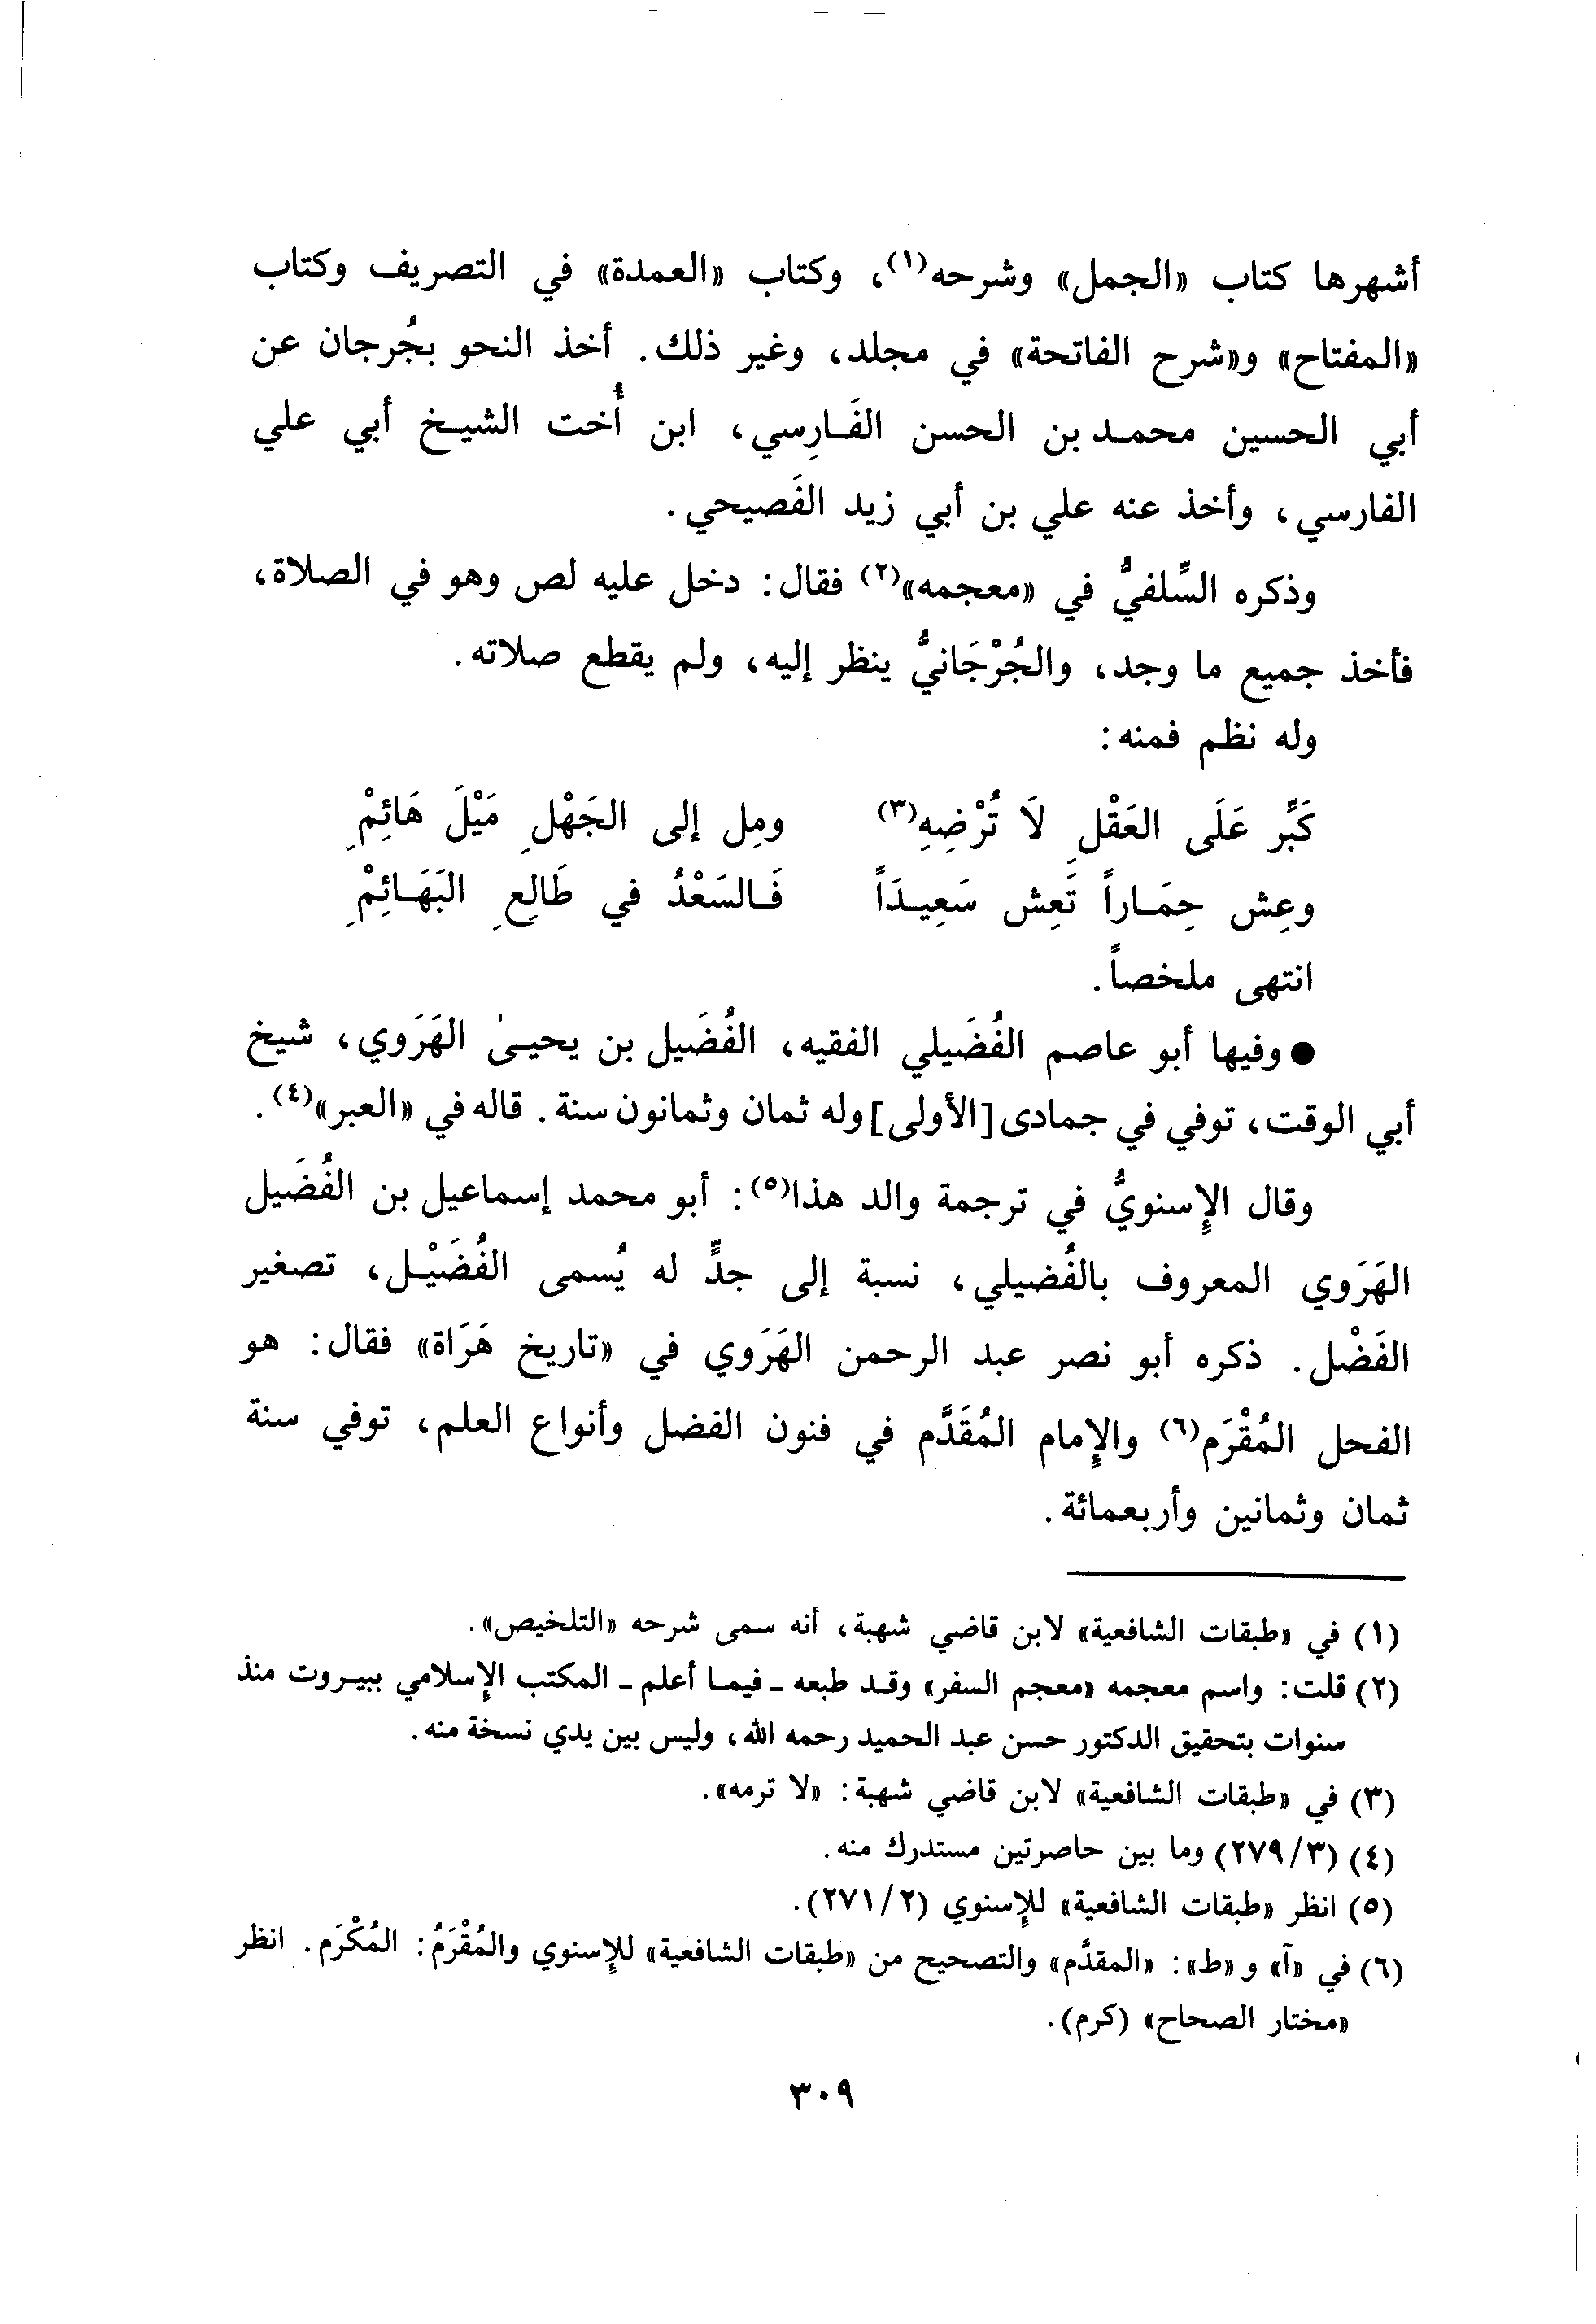 أشهرها كتاب «الجمل» وشرحه(١)، وكتاب «العمدة» في التصريف وكتاب
«المفتاح» و«شرح الفاتحة» في مجلد، وغير ذلك. أخذ النحو بجُرجان عن
أبي الحسين محمد بن الحسن الفَارِسي، ابن أُخت الشيخ أبي علي
الفارسي، وأخذ عنه علي بن أبي زيد الفَصيحي.
وذكره السِّلفيُّ في «معجمه»(٢) فقال: دخل عليه لص وهو في الصلاة،
فأخذ جميع ما وجد، والجُرْجَانيُّ ينظر إليه، ولم يقطع صلاته.
وله نظم فمنه:
كَبِّر عَلَى العَقْلِ لَا تُرْضِهِ(٣) ومِل إلى الجَهْلِ مَيْلَ هَائِمْ
وعِش حِمَاراً تَعِش سَعِيدَاً فَالسَعْدُ في طَالِعِ البَهَائِمْ
انتهى ملخصاً.
● وفيها أبو عاصم الفُضَيلي الفقيه، الفُضَيل بن يحيىٰ الهَرَوي، شيخ
أبي الوقت، توفي في جمادى [الأولى] وله ثمان وثمانون سنة. قاله في «العبر»(٤).
وقال الإِسنويُّ في ترجمة والد هذا(٥): أبو محمد إسماعيل بن الفُضَيل
الهَرَوي المعروف بالفُضيلي، نسبة إلى جدٍّ له يُسمى الفُضَيْل، تصغير
الفَضْل. ذكره أبو نصر عبد الرحمن الهَرَوي في «تاريخ هَرَاة» فقال: هو
الفحل المُقْرَم(٦) والإِمام المُقَدَّم في فنون الفضل وأنواع العلم، توفي سنة
ثمان وثمانين وأربعمائة.
(١) في «طبقات الشافعية» لابن قاضي شهبة، أنه سمى شرحه «التلخيص».
(٢) قلت: واسم معجمه «معجم السفر» وقد طبعه ـ فيما أعلم ـ المكتب الإِسلامي ببيروت منذ
سنوات بتحقيق الدكتور حسن عبد الحميد رحمه الله، وليس بين يدي نسخة منه.
(٣) في «طبقات الشافعية» لابن قاضي شهبة: «لا ترمه».
(٤) (٣/٢٧٩) وما بين حاصرتين مستدرك منه.
(٥) انظر «طبقات الشافعية» للإِسنوي (٢/٢٧١).
(٦) في «آ» و «ط»: «المقدَّم» والتصحيح من «طبقات الشافعية» للإِسنوي والمُقْرَمُ: المُكْرَم. انظر
«مختار الصحاح» (كرم).
٣٠٩